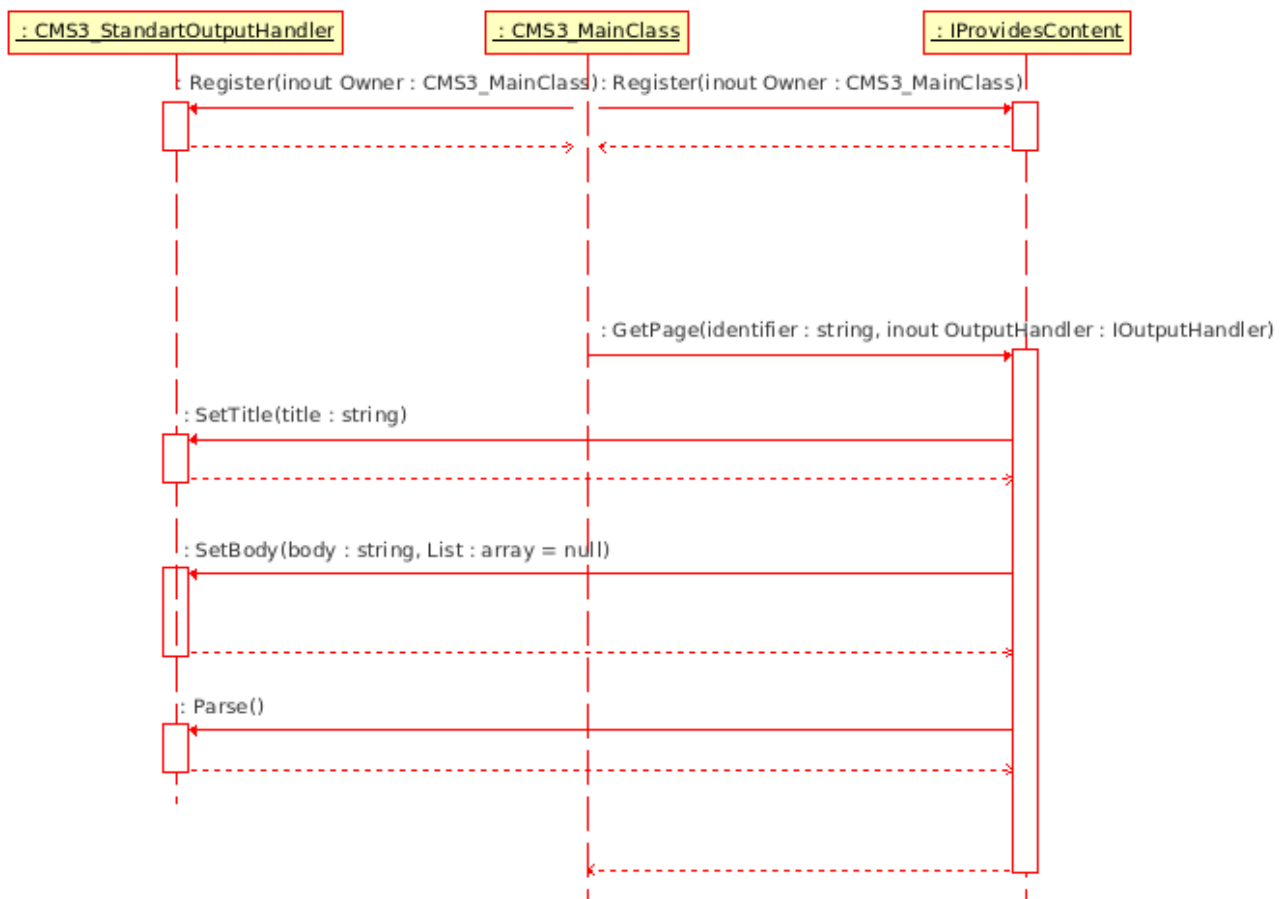 : CMS3_StandartOutputHandler
: CMS3_MainClass
: IProvidesContent
: Register(inout Owner : CMS3_MainClass)
: Register(inout Owner : CMS3_MainClass)
: GetPage(identifier : string, inout OutputHandler : IOutputHandler)
: SetTitle(title : string)
: SetBody(body : string, List : array = null)
: Parse()